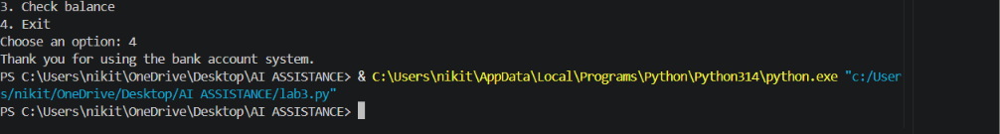 3. Check balance
4. Exit
Choose an option: 4
Thank you for using the bank account system.
PS C:\Users\nikit\OneDrive\Desktop\AI ASSISTANCE> & C:\Users\nikit\AppData\Local\Programs\Python\Python314\python.exe "c:/User
s/nikit/OneDrive/Desktop/AI ASSISTANCE/lab3.py"
PS C:\Users\nikit\OneDrive\Desktop\AI ASSISTANCE>